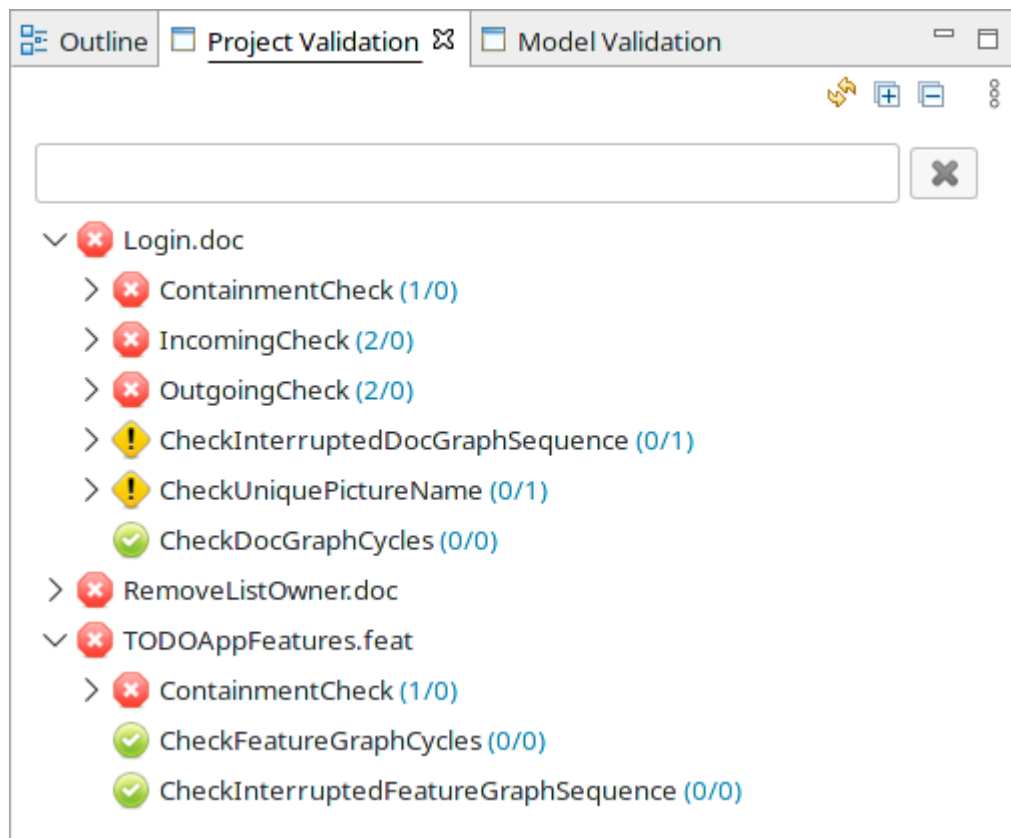 Outline Project Validation Model Validation
Login.doc
ContainmentCheck (1/0)
IncomingCheck (2/0)
OutgoingCheck (2/0)
CheckInterruptedDocGraphSequence (0/1)
CheckUniquePictureName (0/1)
CheckDocGraphCycles (0/0)
RemoveListOwner.doc
TODOAppFeatures.feat
ContainmentCheck (1/0)
CheckFeatureGraphCycles (0/0)
CheckInterruptedFeatureGraphSequence (0/0)